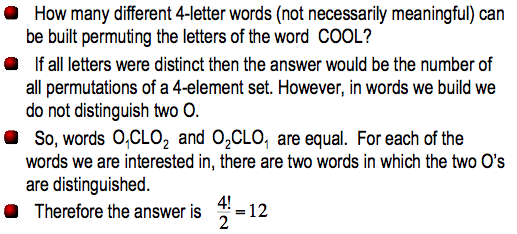 How many different 4-letter words (not necessarily meaningful) can
be built permuting the letters of the word COOL?
If all letters were distinct then the answer would be the number of
all permutations of a 4-element set. However, in words we build we
do not distinguish two O.
So, words O₁CLO₂ and O₂CLO₁ are equal. For each of the
words we are interested in, there are two words in which the two O's
are distinguished.
Therefore the answer is 4!/2 = 12